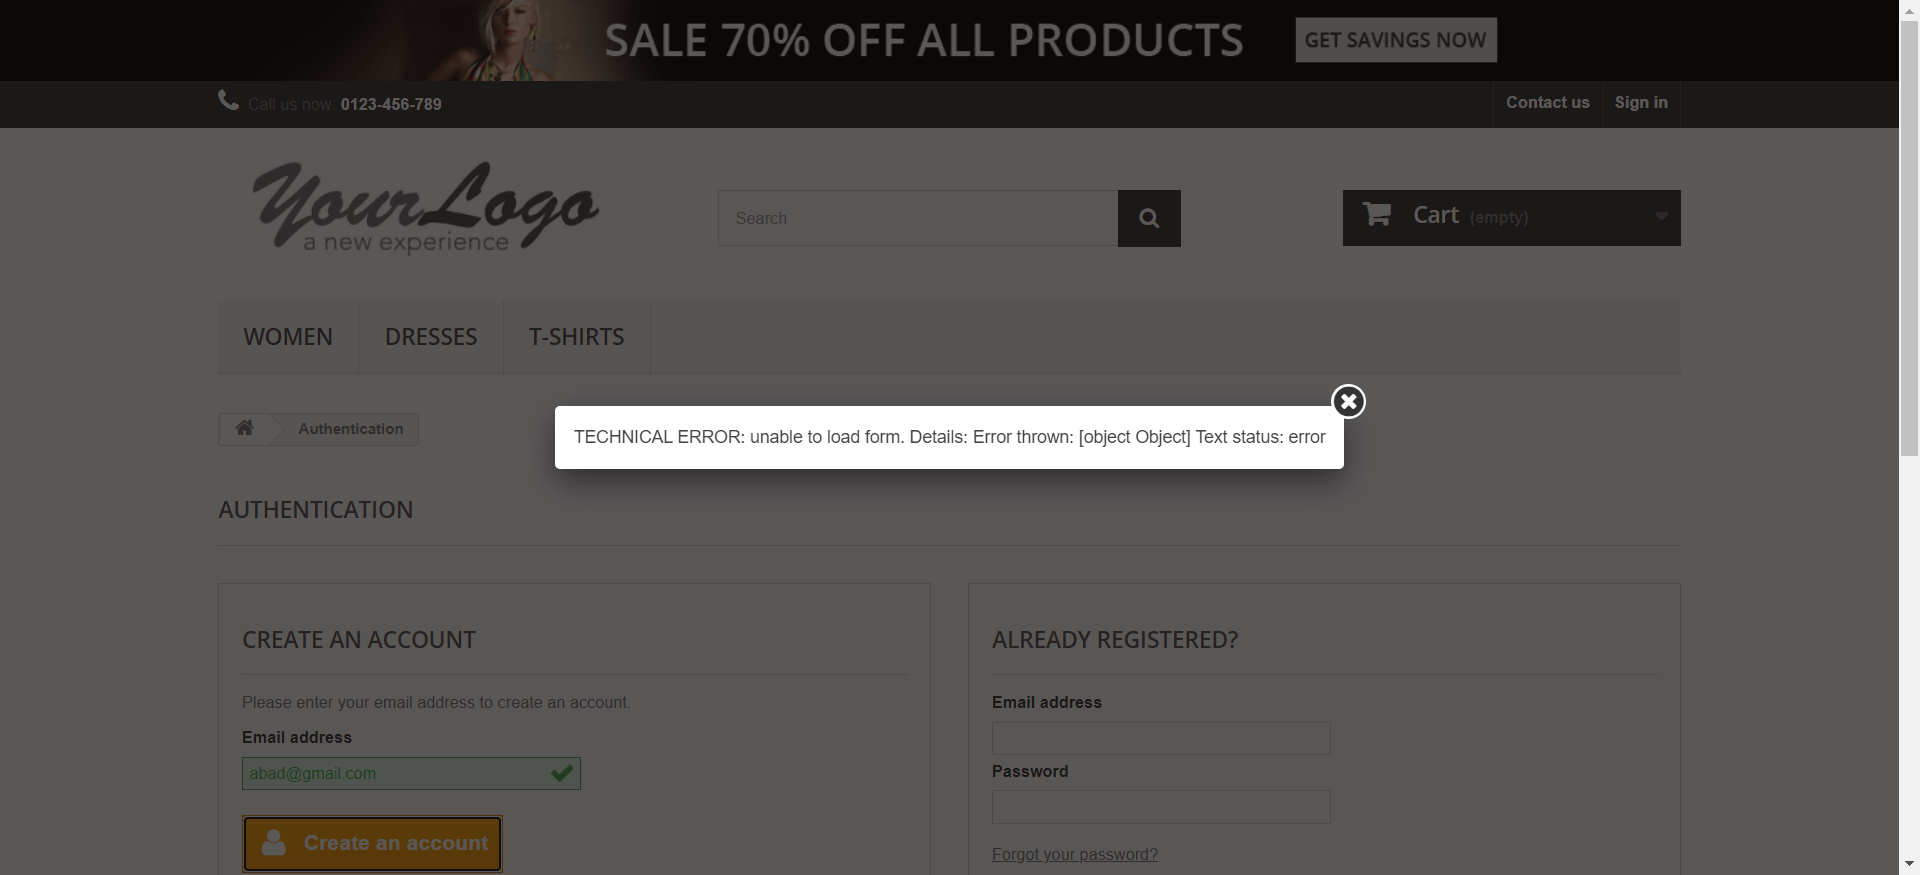 SALE 70% OFF ALL PRODUCTS
GET SAVINGS NOW
Call us now: 0123-456-789
Contact us
Sign in
YourLogo
a new experience
Search
Cart (empty)
WOMEN
DRESSES
T-SHIRTS
Authentication
TECHNICAL ERROR: unable to load form. Details: Error thrown: [object Object] Text status: error
AUTHENTICATION
CREATE AN ACCOUNT
Please enter your email address to create an account.
Email address
abad@gmail.com
Create an account
ALREADY REGISTERED?
Email address
Password
Forgot your password?